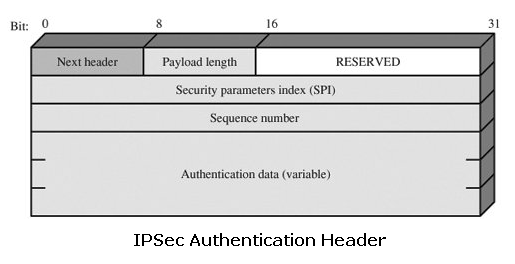 Bit: 0 8 16 31
Next header Payload length RESERVED
Security parameters index (SPI)
Sequence number
Authentication data (variable)
IPSec Authentication Header